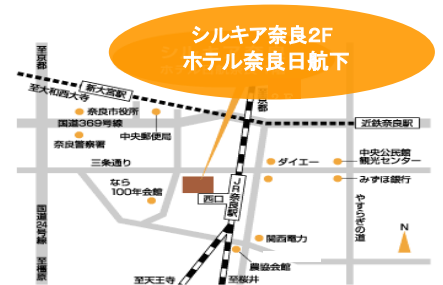 シルキア奈良2F
ホテル奈良日航下
至京都
至京都
新大宮駅
至大和西大寺
奈良市役所
国道369号線
中央郵便局
近鉄奈良駅
奈良警察署
三条通り
ダイエー
中央公民館
観光センター
なら
100年会館
みずほ銀行
西口
JR奈良駅
やすらぎの道
国道24号線
関西電力
農協会館
至橿原
至天王寺
至桜井
N